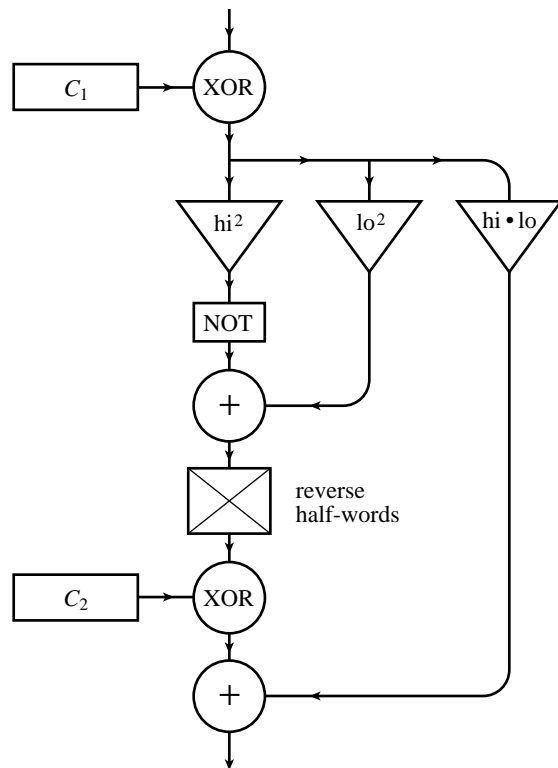 XOR
C₁
hi² lo² hi • lo
NOT
+
reverse
half-words
C₂ XOR
+